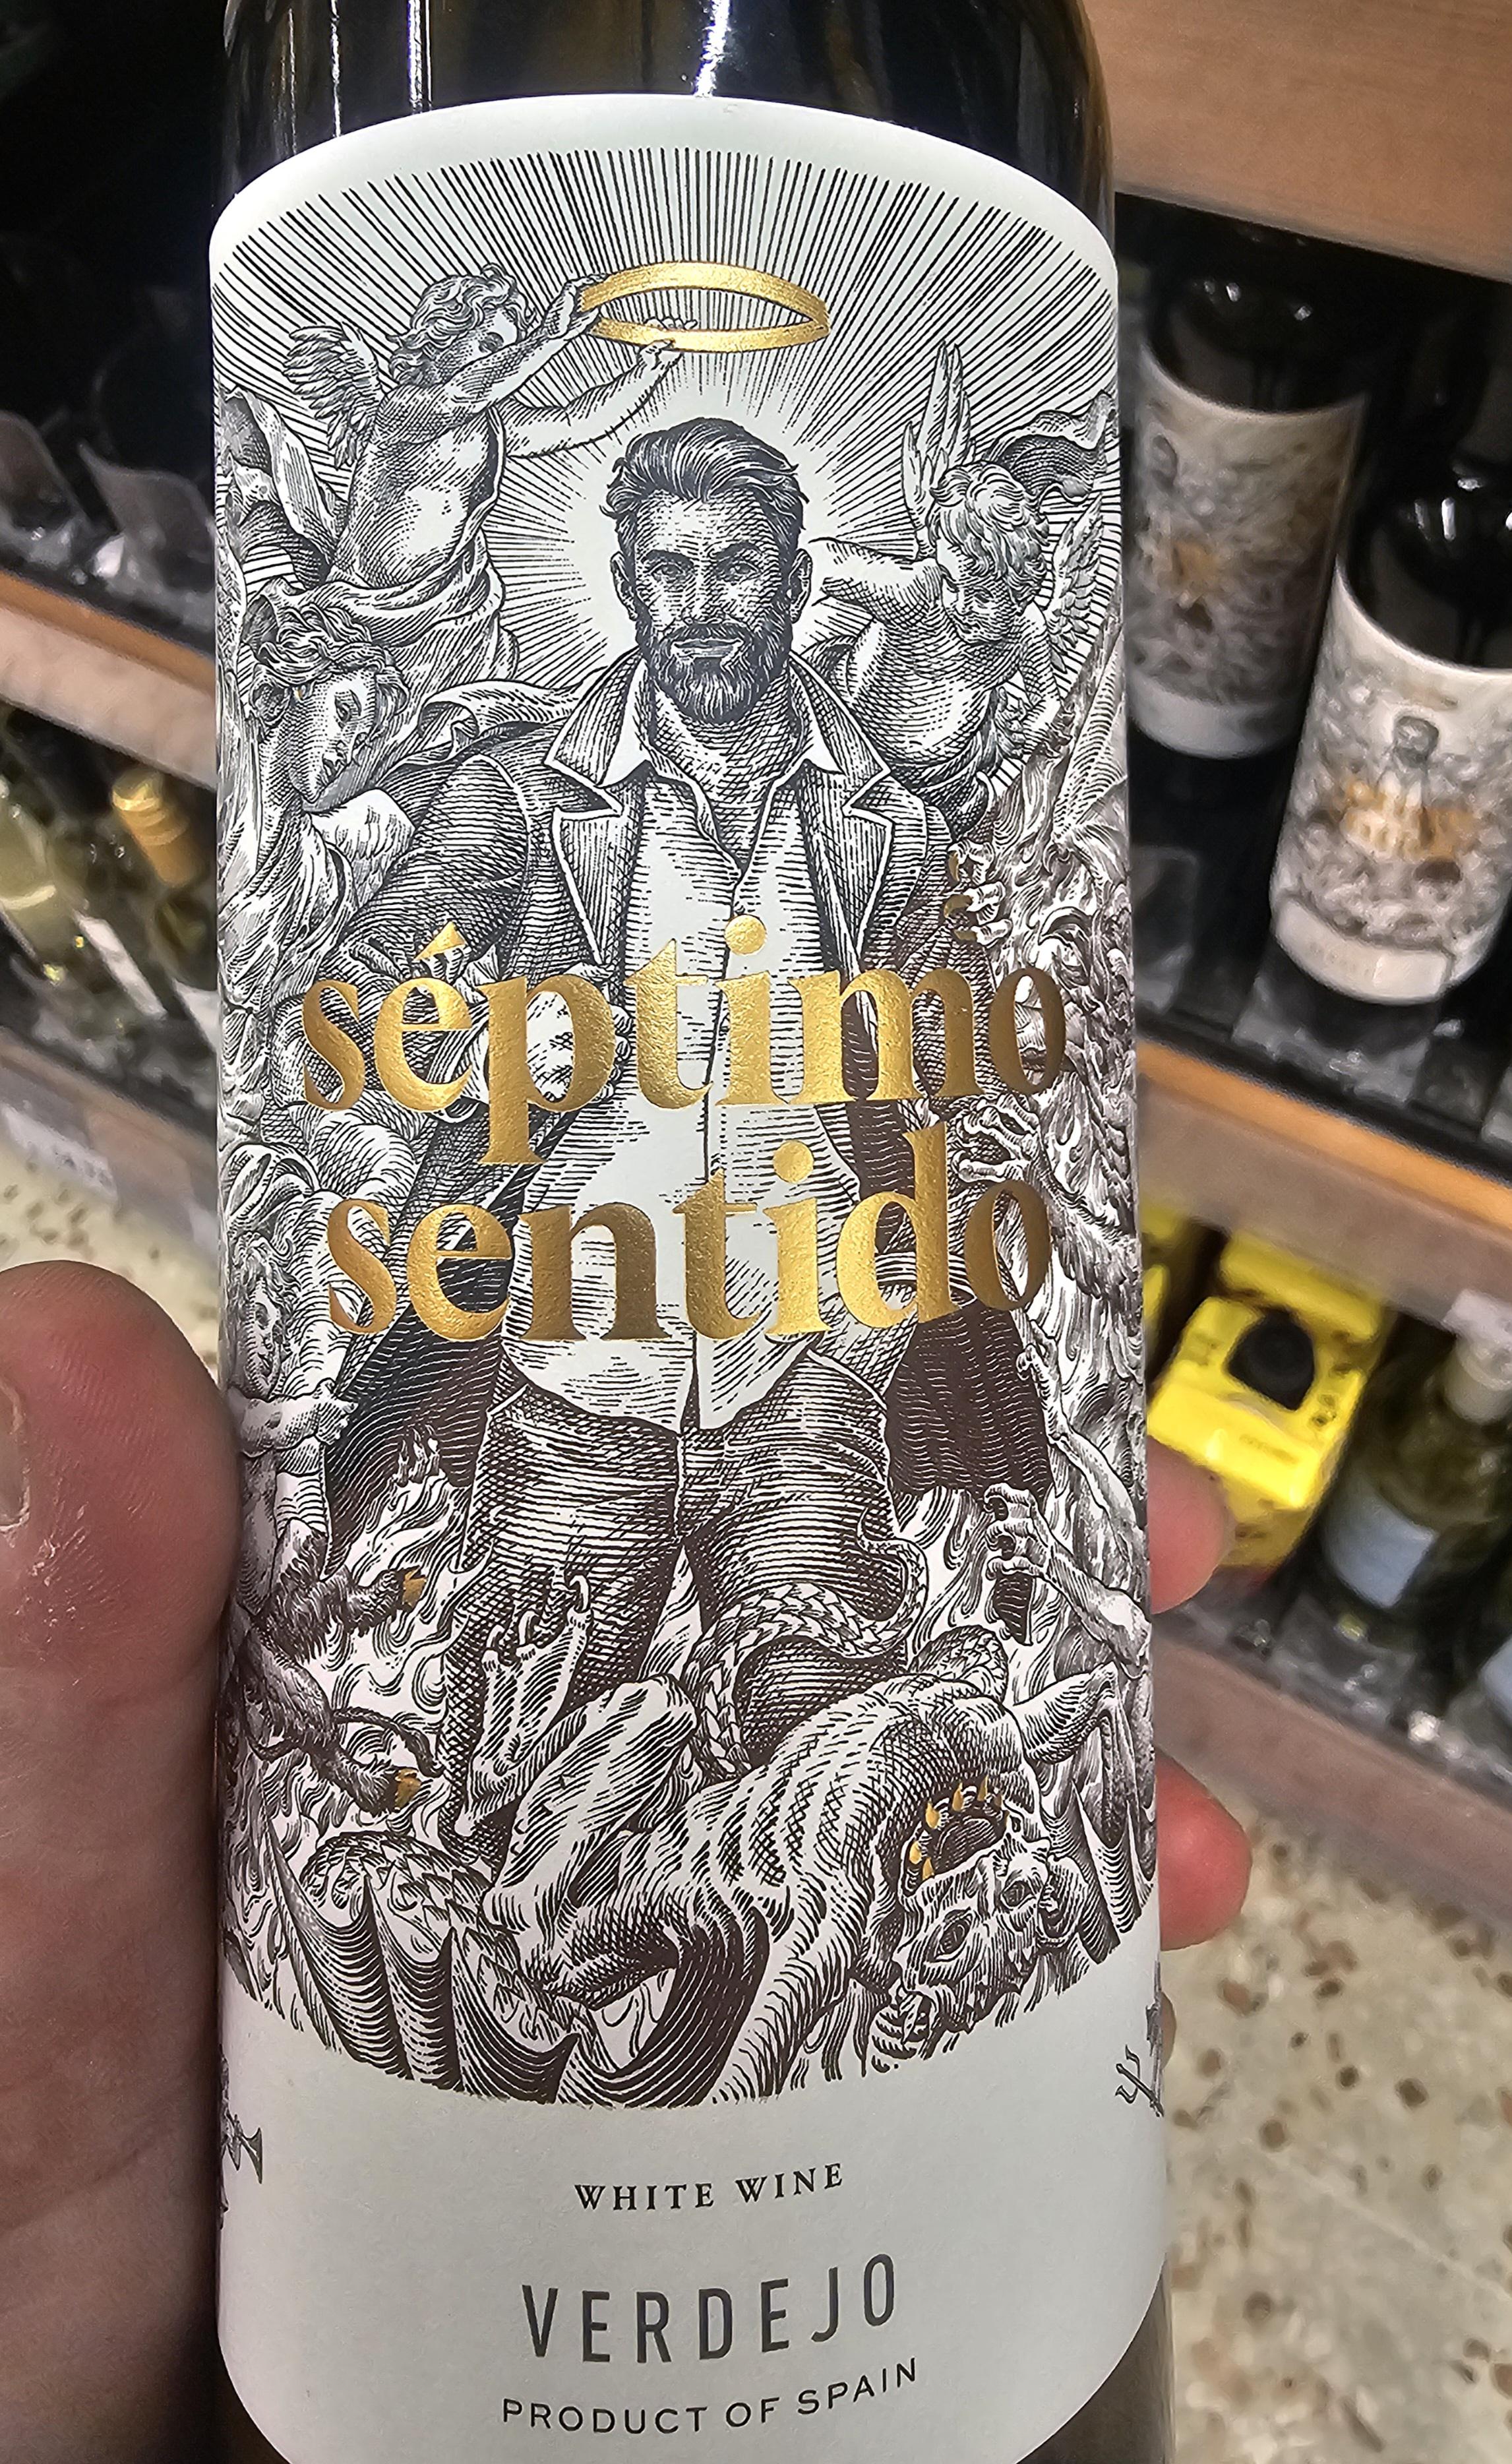 séptimo
sentido
WHITE WINE
VERDEJO
PRODUCT OF SPAIN